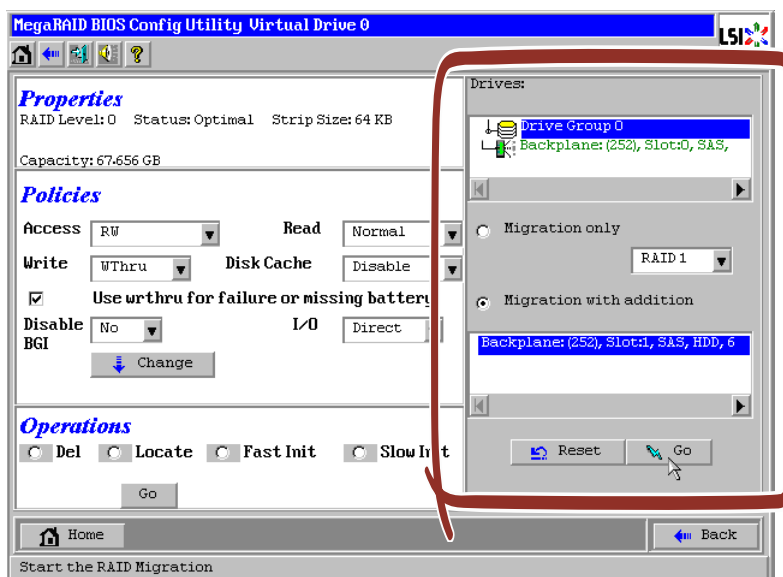 MegaRAID BIOS Config Utility Virtual Drive 0
LSI
Properties
RAID Level: 0 Status: Optimal Strip Size: 64 KB
Capacity: 67.656 GB
Policies
Access RW Read Normal
Write WThru Disk Cache Disable
Use wrthru for failure or missing battery
Disable BGI No I/O Direct
Change
Operations
Del Locate Fast Init Slow Init
Go
Drives:
Drive Group 0
Backplane: (252), Slot:0, SAS,
Migration only
RAID 1
Migration with addition
Backplane: (252), Slot:1, SAS, HDD, 6
Reset Go
Home Back
Start the RAID Migration